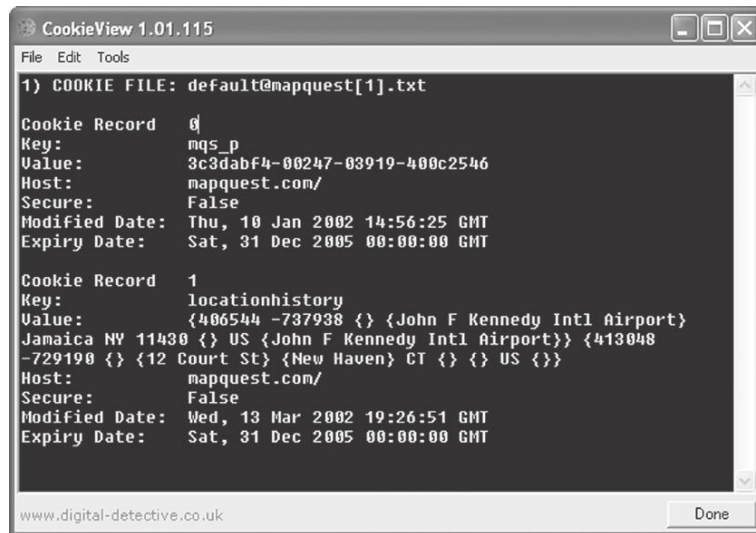 CookieView 1.01.115
File Edit Tools
1) COOKIE FILE: default@mapquest[1].txt
Cookie Record 0
Key: mqs_p
Value: 3c3dabf4-00247-03919-400c2546
Host: mapquest.com/
Secure: False
Modified Date: Thu, 10 Jan 2002 14:56:25 GMT
Expiry Date: Sat, 31 Dec 2005 00:00:00 GMT
Cookie Record 1
Key: locationhistory
Value: {406544 -737938 {} {John F Kennedy Intl Airport}
Jamaica NY 11430 {} US {John F Kennedy Intl Airport}} {413048
-729190 {} {12 Court St} {New Haven} CT {} {} US {}}
Host: mapquest.com/
Secure: False
Modified Date: Wed, 13 Mar 2002 19:26:51 GMT
Expiry Date: Sat, 31 Dec 2005 00:00:00 GMT
www.digital-detective.co.uk
Done